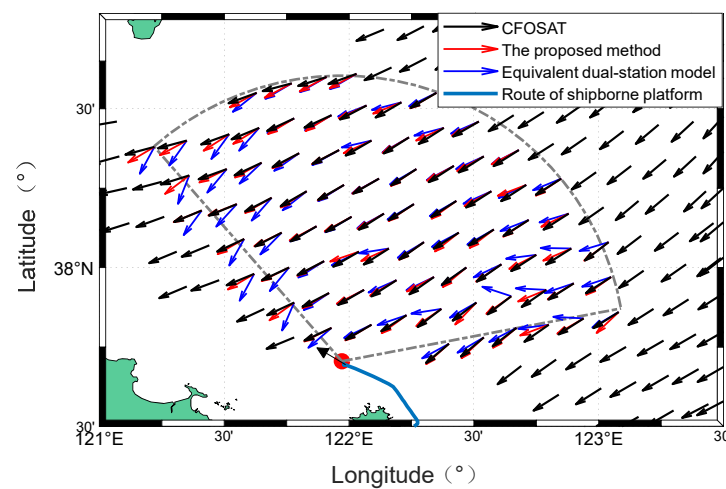 CFOSAT
The proposed method
Equivalent dual-station model
Route of shipborne platform
30'
38°N
30'
121°E
30'
122°E
30'
123°E
30
Latitude（°）
Longitude（°）